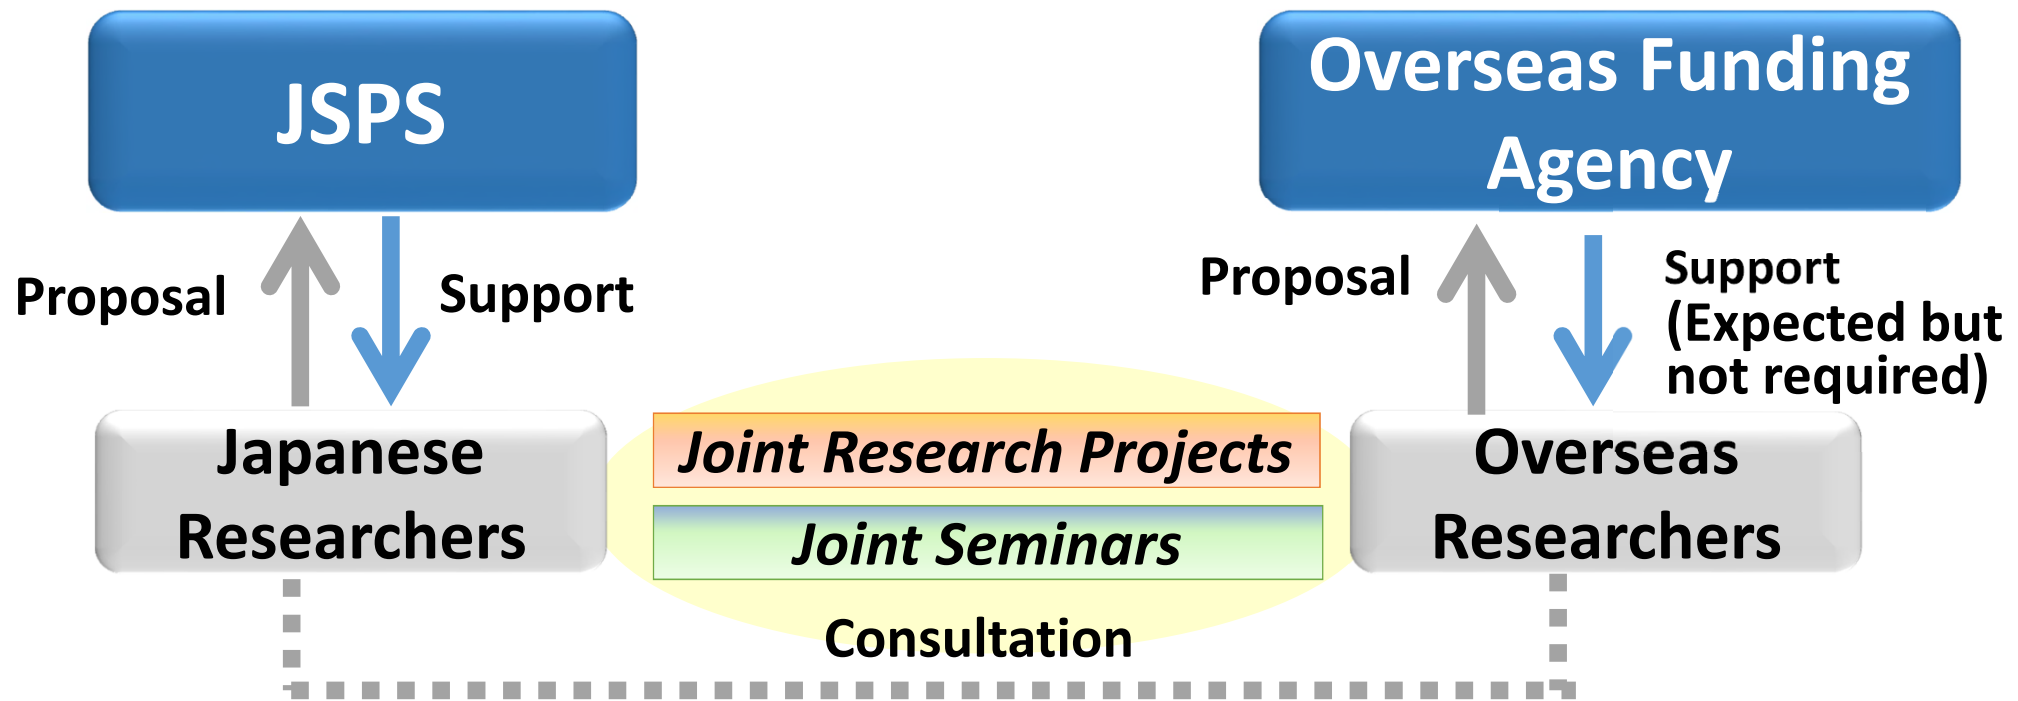 JSPS
Overseas Funding
Agency
Proposal
Support
Proposal
Support
(Expected but
not required)
Japanese
Researchers
Joint Research Projects
Joint Seminars
Consultation
Overseas
Researchers